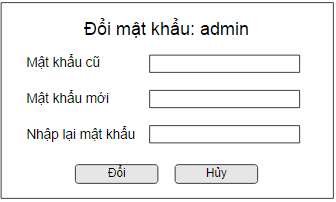 Đổi mật khẩu: admin
Mật khẩu cũ
Mật khẩu mới
Nhập lại mật khẩu
Đổi Hủy